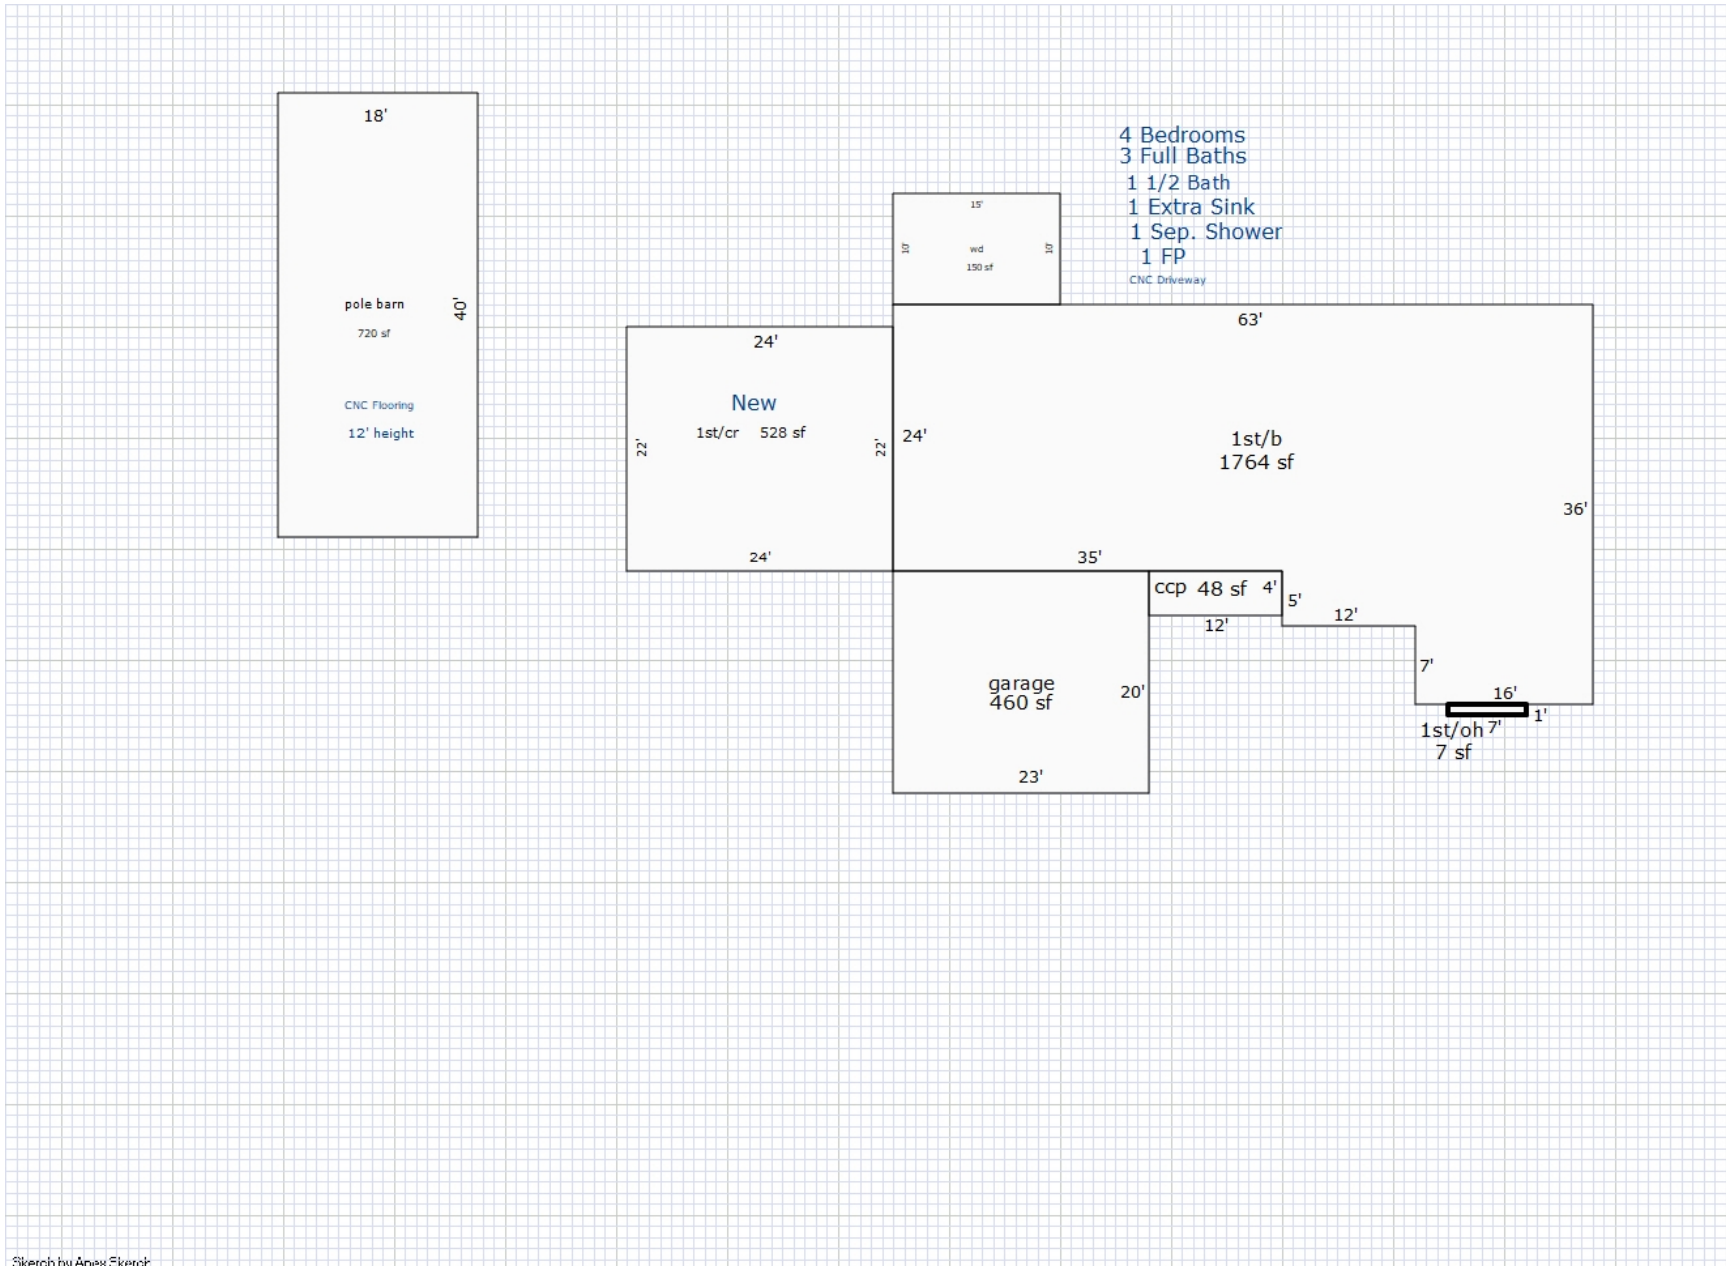 18'
pole barn
720 sf
40'
CNC Flooring
12' height
4 Bedrooms
3 Full Baths
1 1/2 Bath
1 Extra Sink
1 Sep. Shower
1 FP
CNC Driveway
15'
10'
10'
wd
150 sf
24'
New
1st/cr 528 sf
22'
22'
24'
63'
24'
1st/b
1764 sf
36'
35'
ccp 48 sf 4'
12'
5'
12'
7'
16'
1'
7'
1st/oh
7 sf
garage
460 sf
20'
23'
Sketch by Apex Sketch